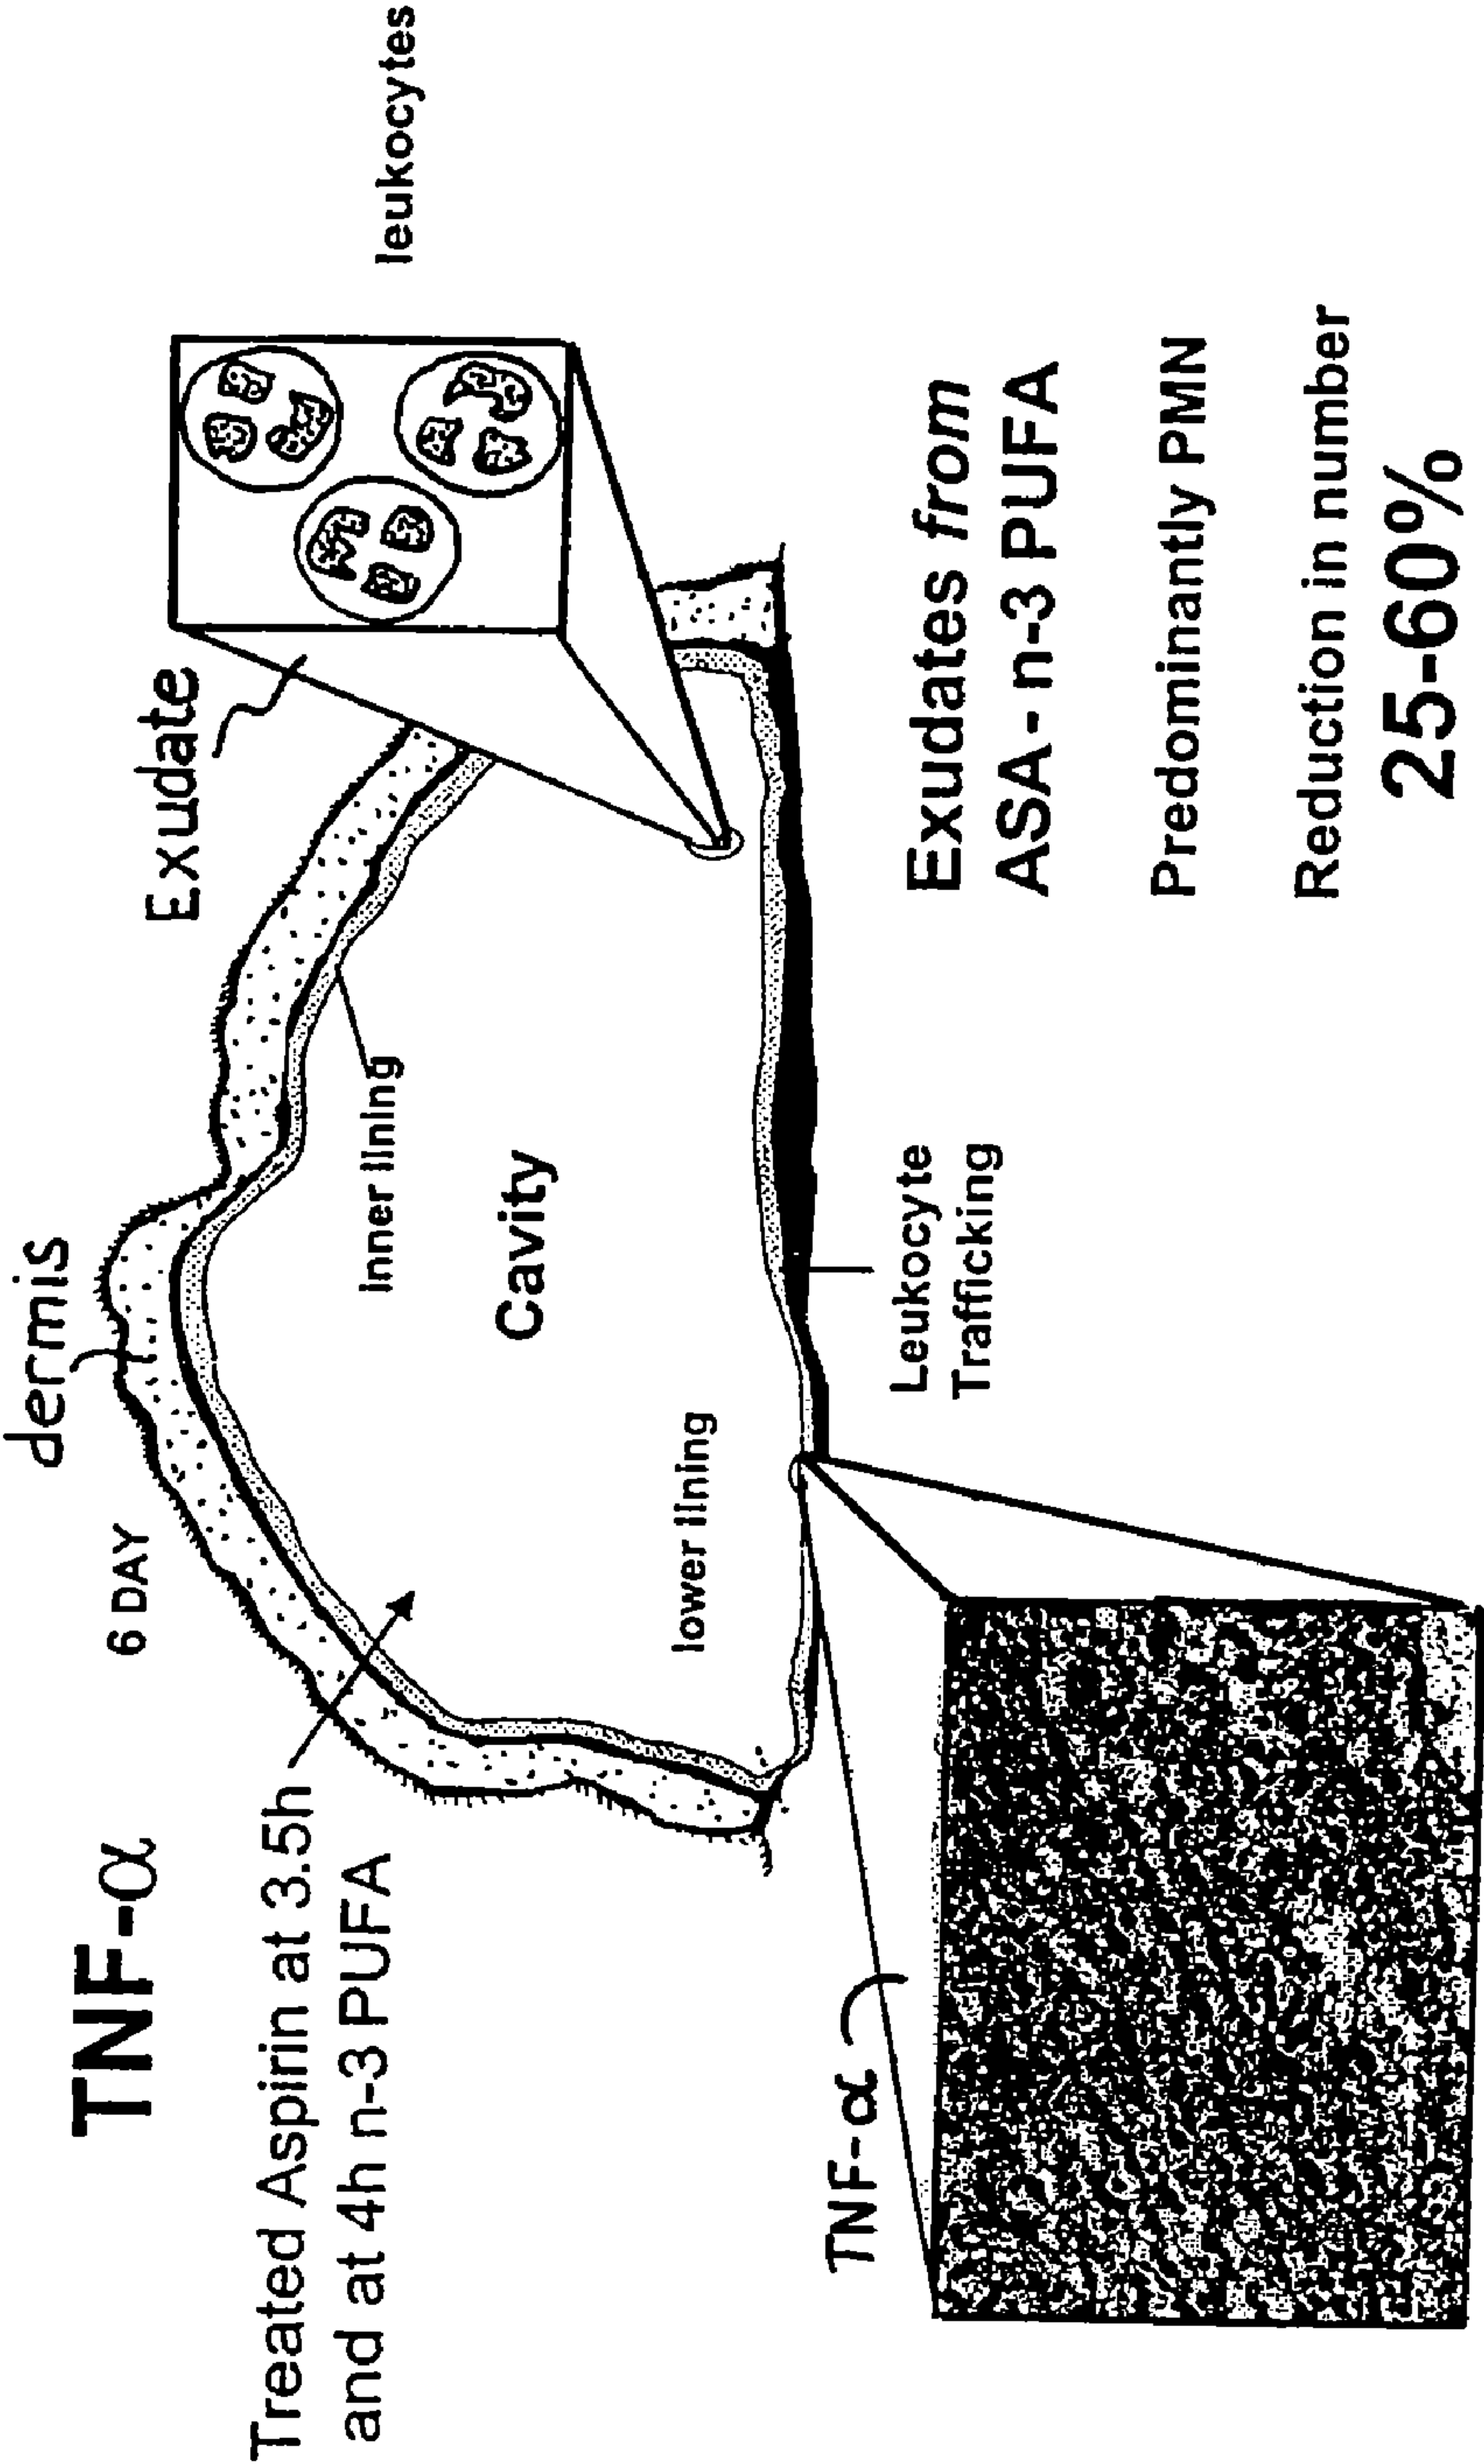 TNF-α
6 DAY
dermis
Treated Aspirin at 3.5h
and at 4h n-3 PUFA
Exudate
leukocytes
Inner lining
Cavity
lower lining
TNF-α
Leukocyte
Trafficking
Exudates from
ASA - n-3 PUFA
Predominantly PMN
Reduction in number
25-60%